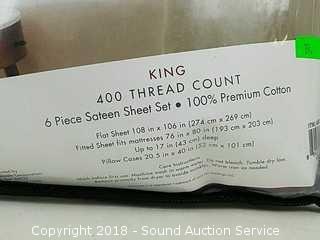 KING
400 THREAD COUNT
6 Piece Sateen Sheet Set • 100% Premium Cotton
Flat Sheet 108 in x 106 in (274 cm x 269 cm)
Fitted Sheet fits mattresses 76 in x 80 in (193 cm x 203 cm)
Up to 17 in (43 cm) deep
Pillow Cases 20.5 in x 40 in (52 cm x 101 cm)
Care Instructions:
Copyright 2018 - Sound Auction Service